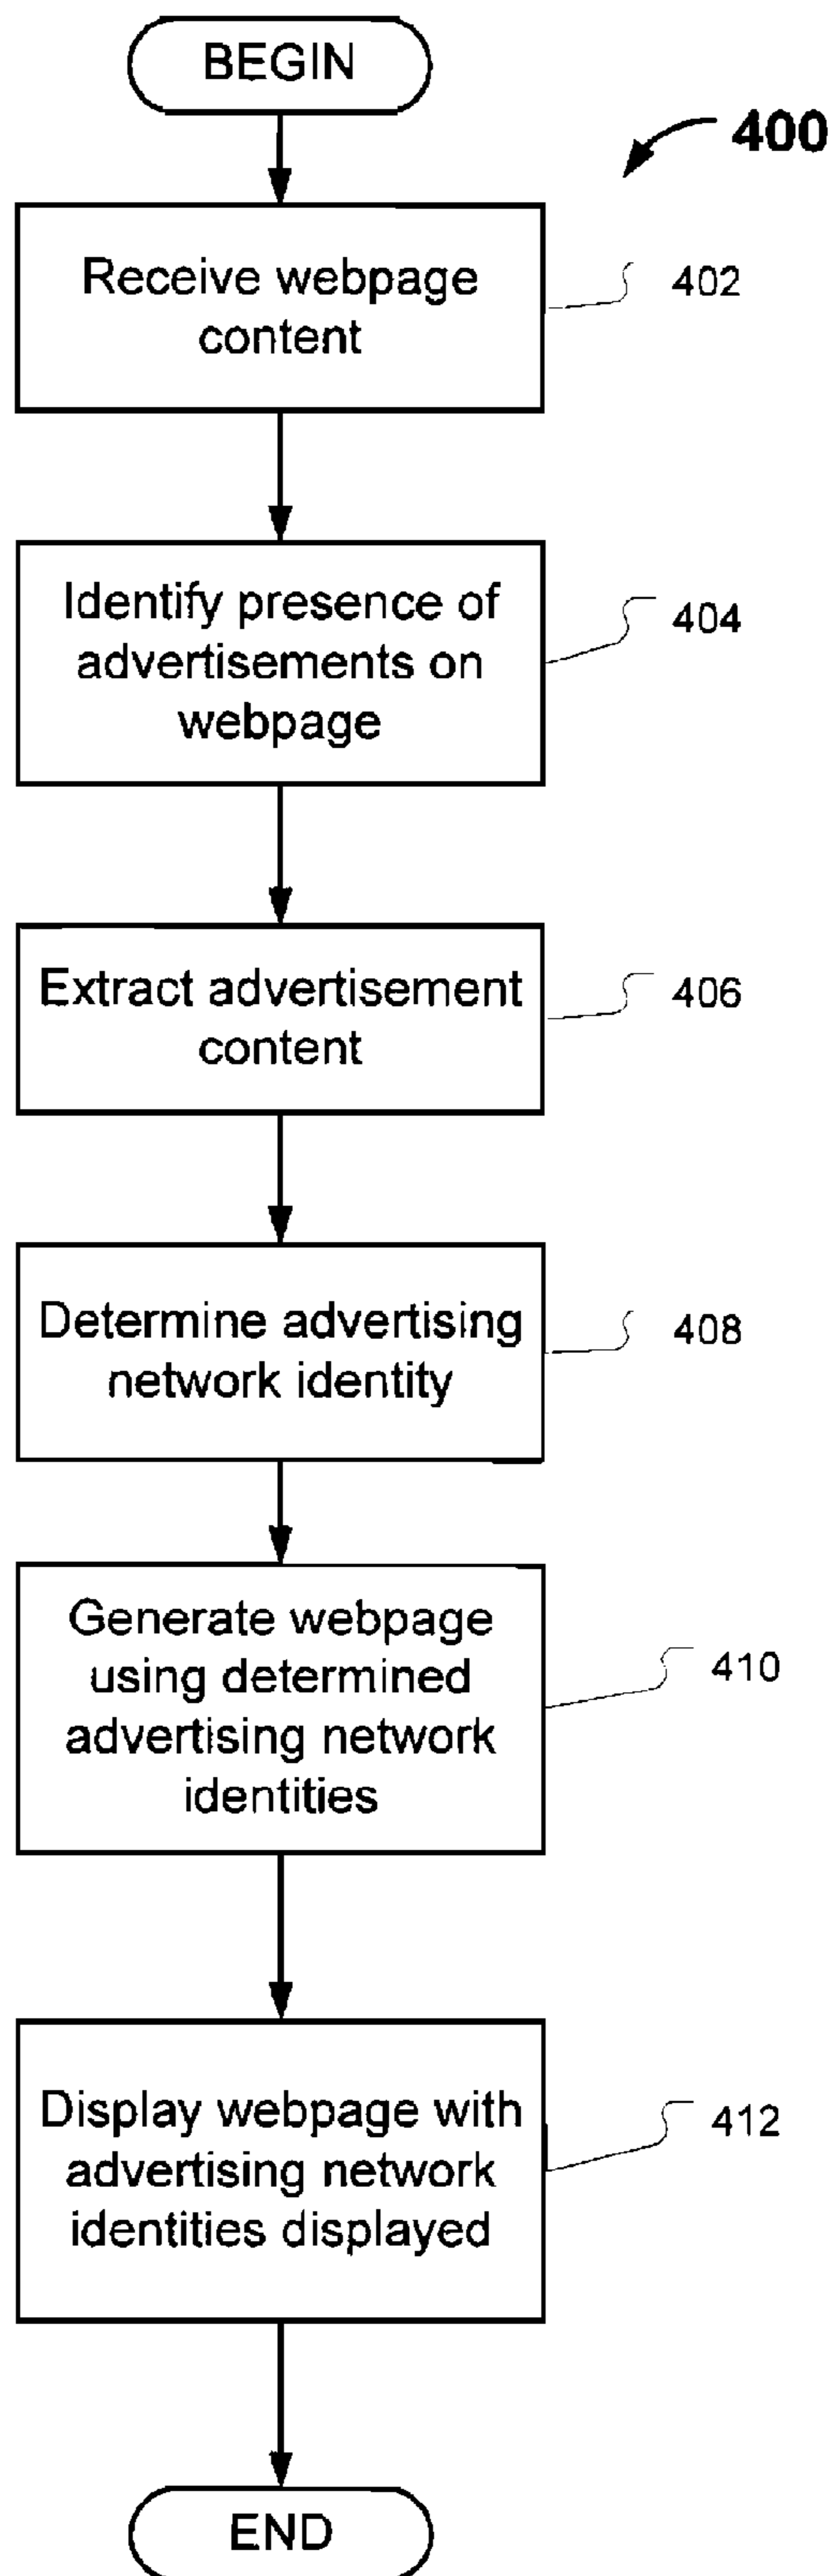 BEGIN
400
Receive webpage
content
402
Identify presence of
advertisements on
webpage
404
Extract advertisement
content
406
Determine advertising
network identity
408
Generate webpage
using determined
advertising network
identities
410
Display webpage with
advertising network
identities displayed
412
END